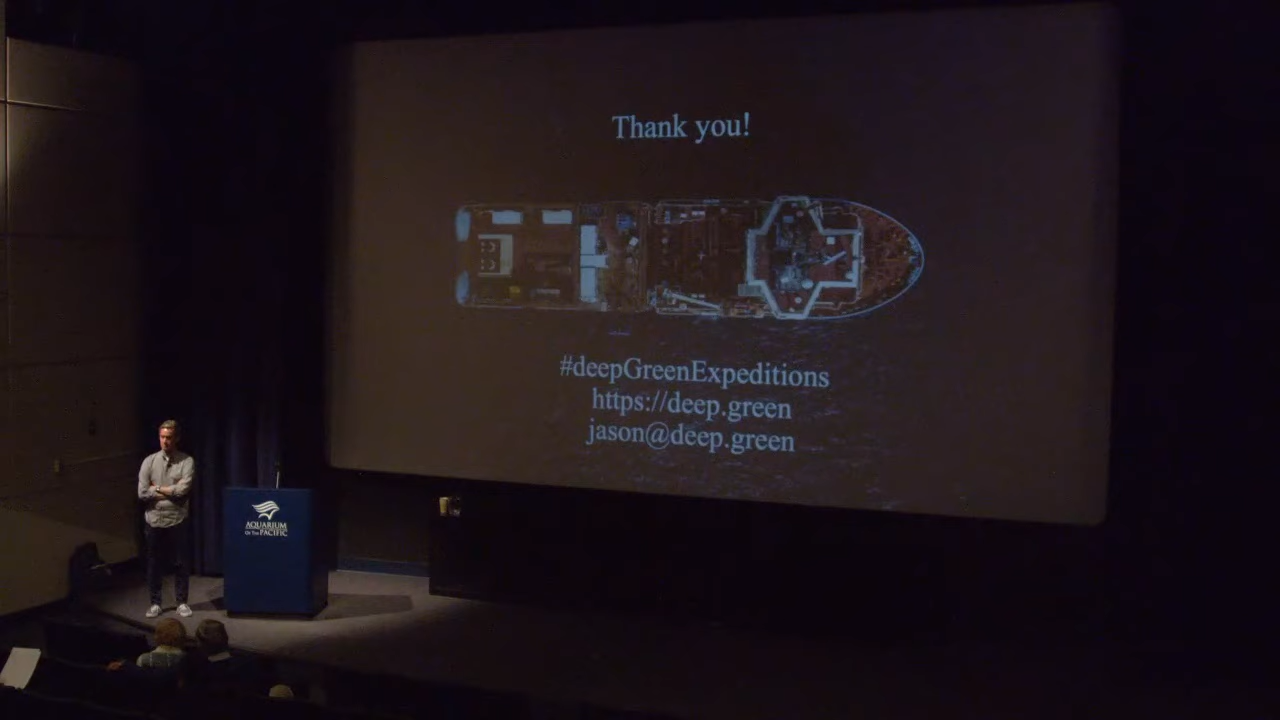 Thank you!
#deepGreenExpeditions
https://deep.green
jason@deep.green
AQUARIUM
OF THE PACIFIC